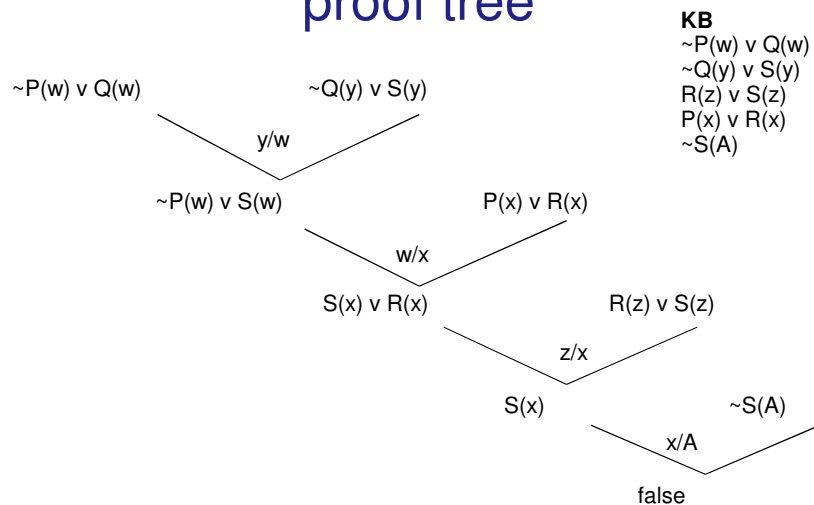 proof tree
KB
~P(w) v Q(w)
~Q(y) v S(y)
R(z) v S(z)
P(x) v R(x)
~S(A)
~P(w) v Q(w)
~Q(y) v S(y)
y/w
~P(w) v S(w)
P(x) v R(x)
w/x
S(x) v R(x)
R(z) v S(z)
z/x
S(x)
~S(A)
x/A
false